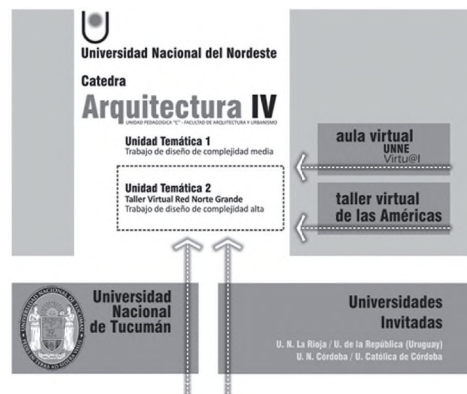 Universidad Nacional del Nordeste
Catedra
Arquitectura IV
UNIDAD PEDAGOGICA "C" - FACULTAD DE ARQUITECTURA Y URBANISMO
Unidad Temática 1
Trabajo de diseño de complejidad media
Unidad Temática 2
Taller Virtual Red Norte Grande
Trabajo de diseño de complejidad alta
aula virtual
UNNE
Virtu@l
taller virtual
de las Américas
Universidad
Nacional
de Tucumán
Universidades
Invitadas
U. N. La Rioja / U. de la República (Uruguay)
U. N. Córdoba / U. Católica de Córdoba